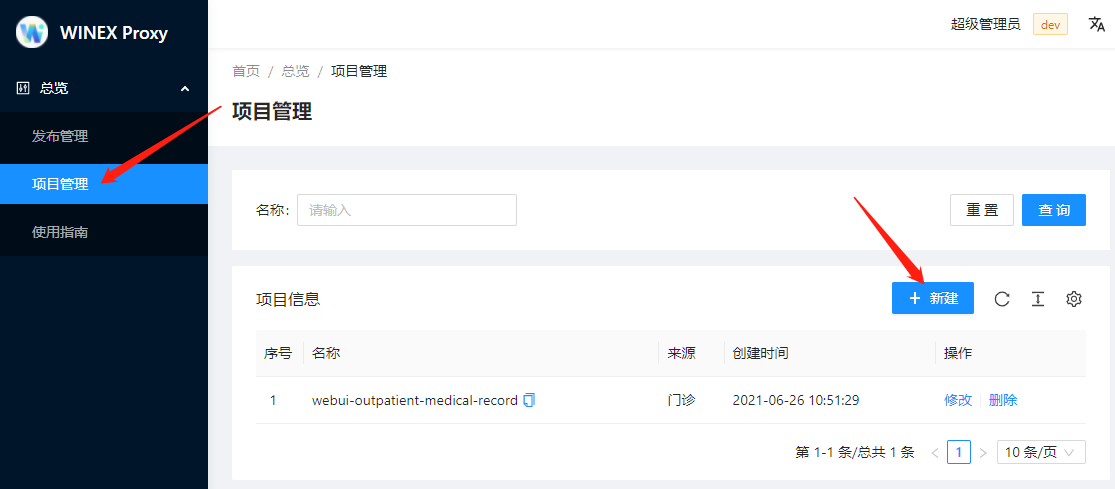 WINEX Proxy
超级管理员 dev
总览
发布管理
项目管理
使用指南
首页 / 总览 / 项目管理
项目管理
名称: 请输入 重 置 查 询
项目信息 + 新建
序号 名称 来源 创建时间 操作
1 webui-outpatient-medical-record 门诊 2021-06-26 10:51:29 修改 删除
第 1-1 条/总共 1 条 < 1 > 10 条/页